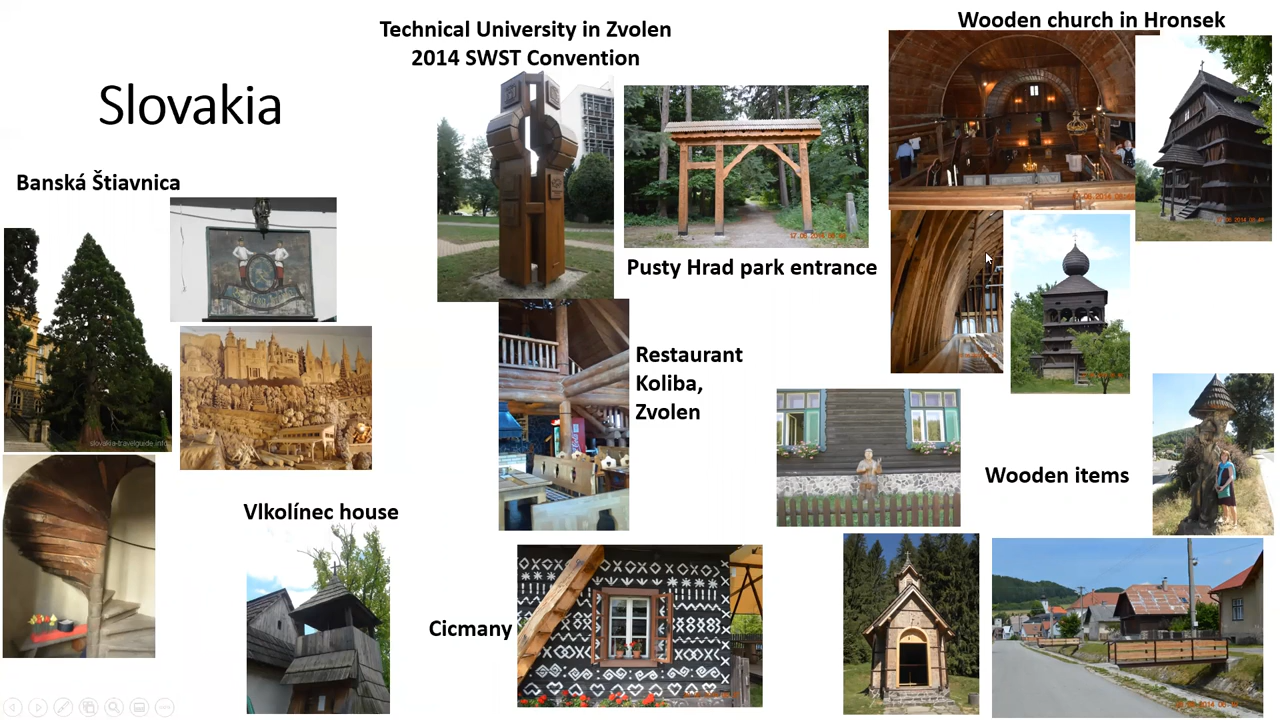 Slovakia
Technical University in Zvolen
2014 SWST Convention
Wooden church in Hronsek
Banská Štiavnica
slovakia-travelguide.info
Pusty Hrad park entrance
Restaurant
Koliba,
Zvolen
Wooden items
Vlkolínec house
Cicmany